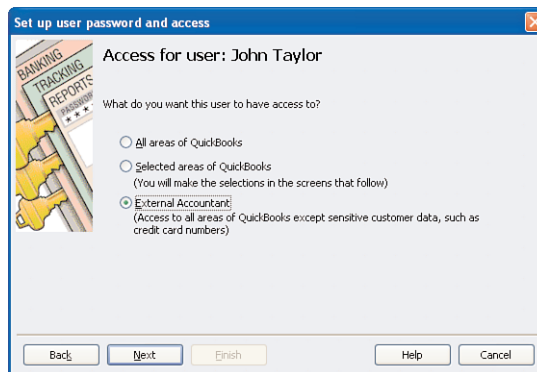 Set up user password and access
BANKING
TRACKING
REPORTS
PASSWORD
****
Access for user: John Taylor
What do you want this user to have access to?
All areas of QuickBooks
Selected areas of QuickBooks
(You will make the selections in the screens that follow)
External Accountant
(Access to all areas of QuickBooks except sensitive customer data, such as
credit card numbers)
Back
Next
Finish
Help
Cancel